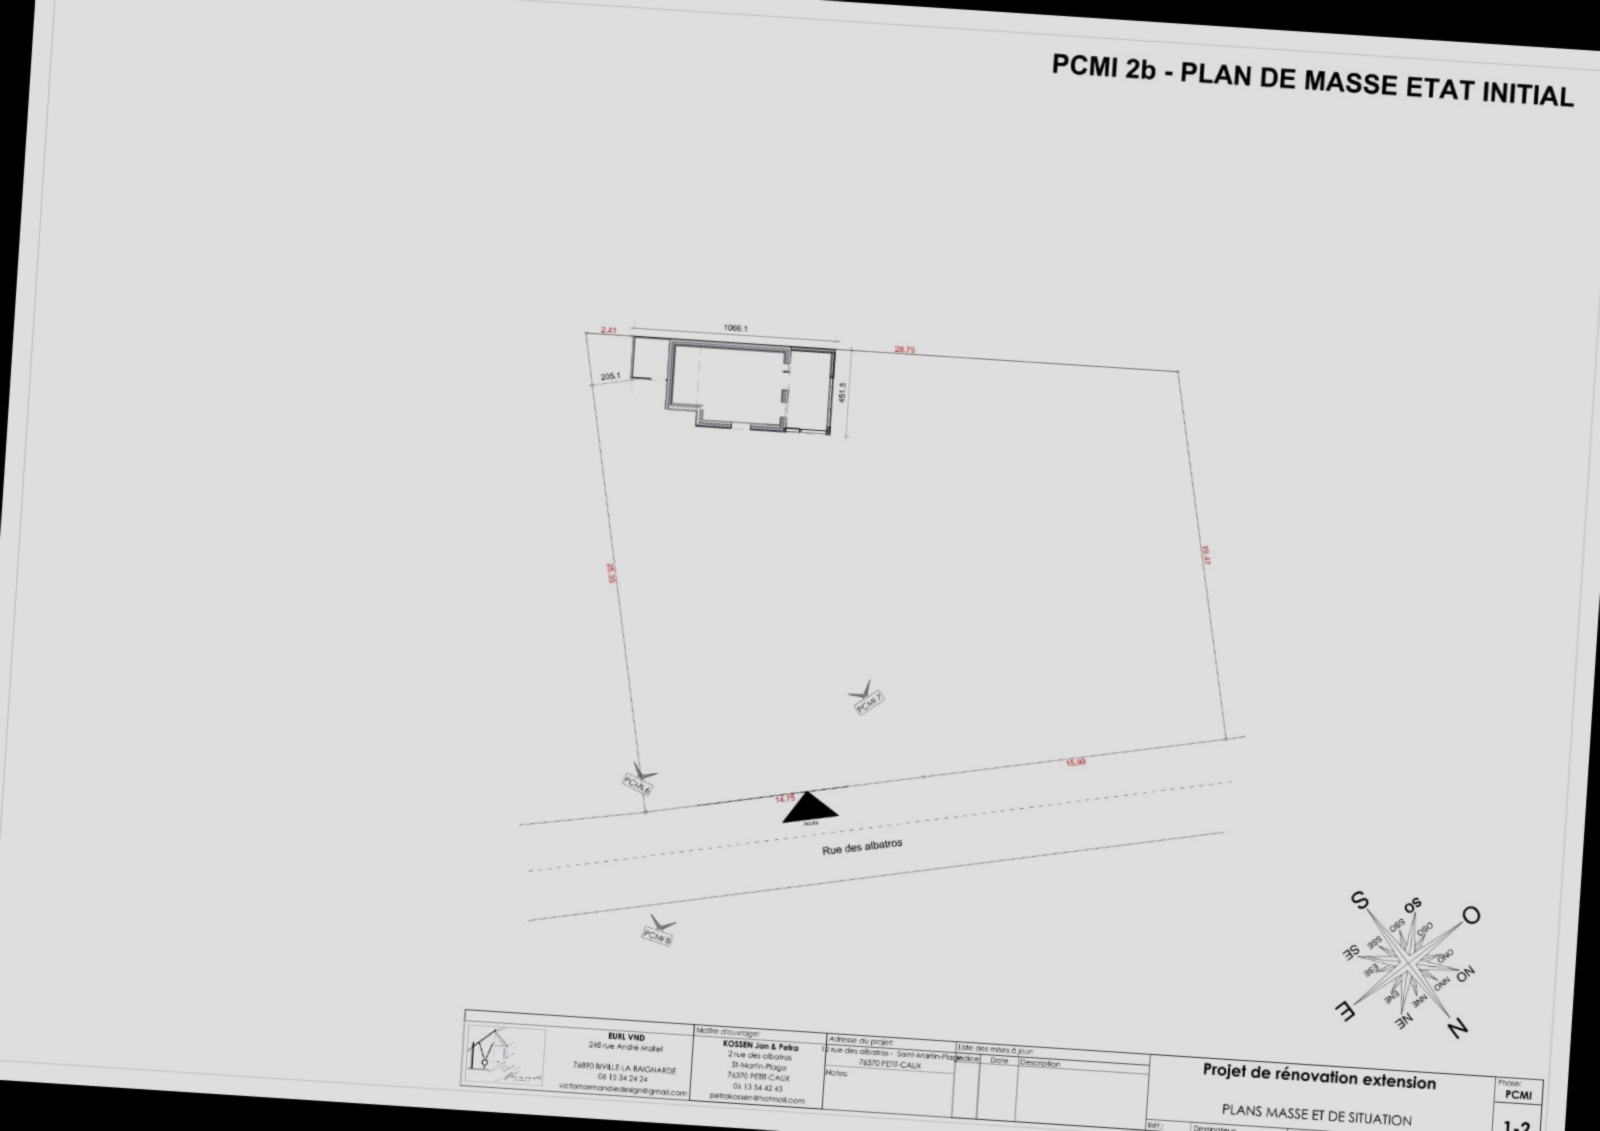 PCMI 2b - PLAN DE MASSE ETAT INITIAL
2.41
1066.1
28.75
205.1
451.5
19.47
PCMI 7
PCMI 6
15.90
14.75
Rue des albatros
PCMI 5
S
SO
O
SSO
OSO
SSE
SE
ONO
ESE
NO
NNO
ENE
NNE
E
NE
N
EURL VND
248 rue André Mallet
76890 BIVILLE-LA-BAIGNARDE
06 15 34 24 24
victornormandiedesign@gmail.com
Maître d'ouvrage:
KOSSEN Jan & Petra
2 rue des albatros
St-Martin-Plage
76370 PETIT-CAUX
06 13 54 42 43
petrakossen@hotmail.com
Adresse du projet:
2 rue des albatros - Saint-Martin-Plage
76370 PETIT-CAUX
Notes:
Liste des mises à jour:
Indice
Date
Description
Projet de rénovation extension
PLANS MASSE ET DE SITUATION
Réf.:
Dessinateur
Phase:
PCMI
1-2